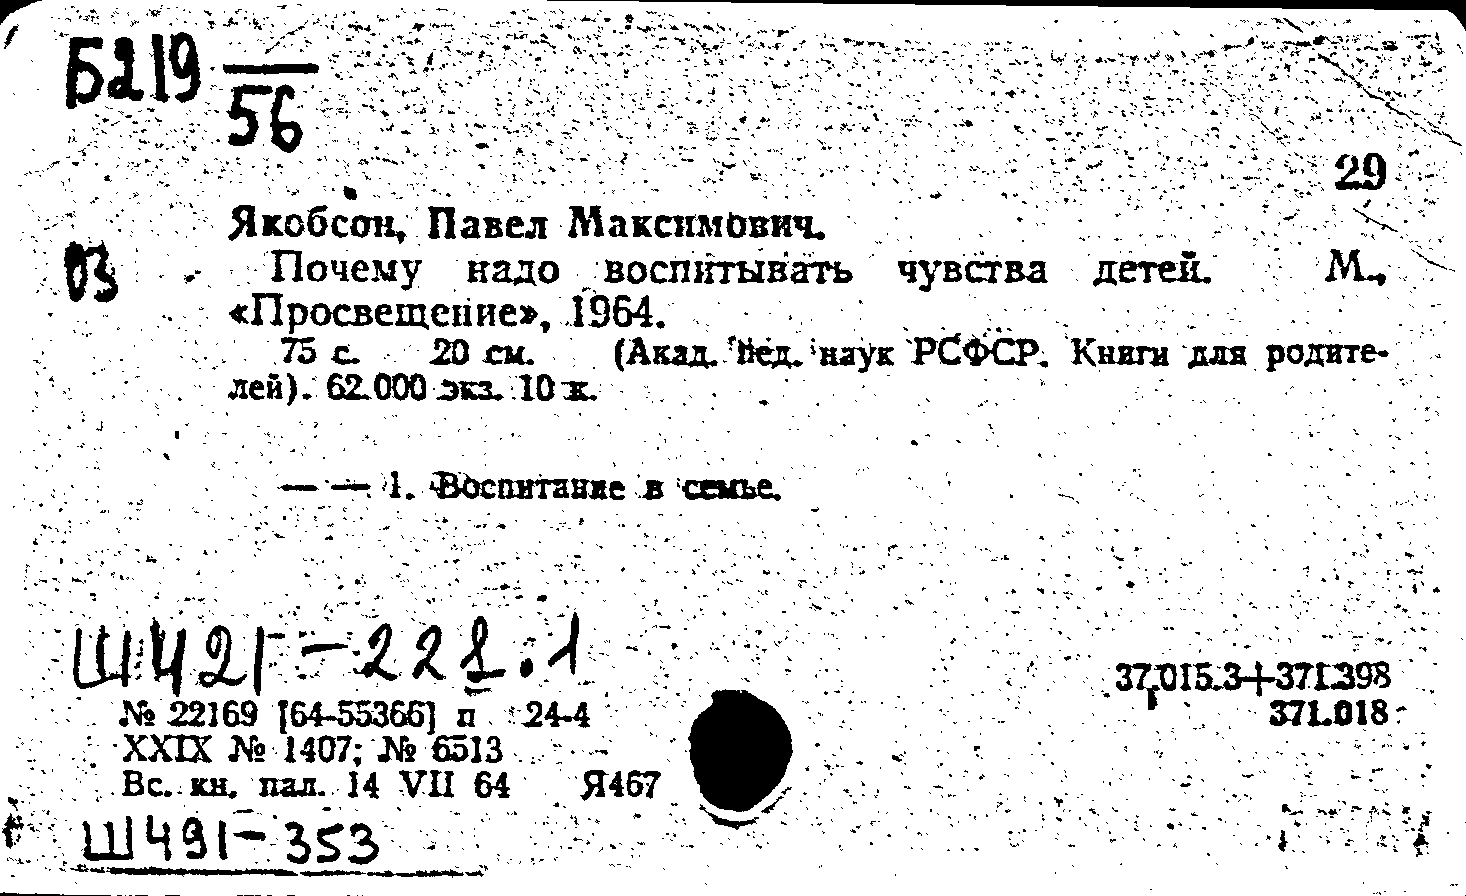 Б219
56
29
Якобсон, Павел Максимович.
03
Почему надо воспитывать чувства детей. М.,
«Просвещение», 1964.
75 с. 20 см. (Акад. пед. наук РСФСР. Книги для родите-
лей). 62.000 экз. 10 к.
— — 1. Воспитание в семье.
Ш421-221.1
37.015.3+371.398
№ 22169 [64-55366] п 24-4
371.018
XXIX № 1407; № 6513
Вс. кн. пал. 14 VII 64 Я467
Ш491-353